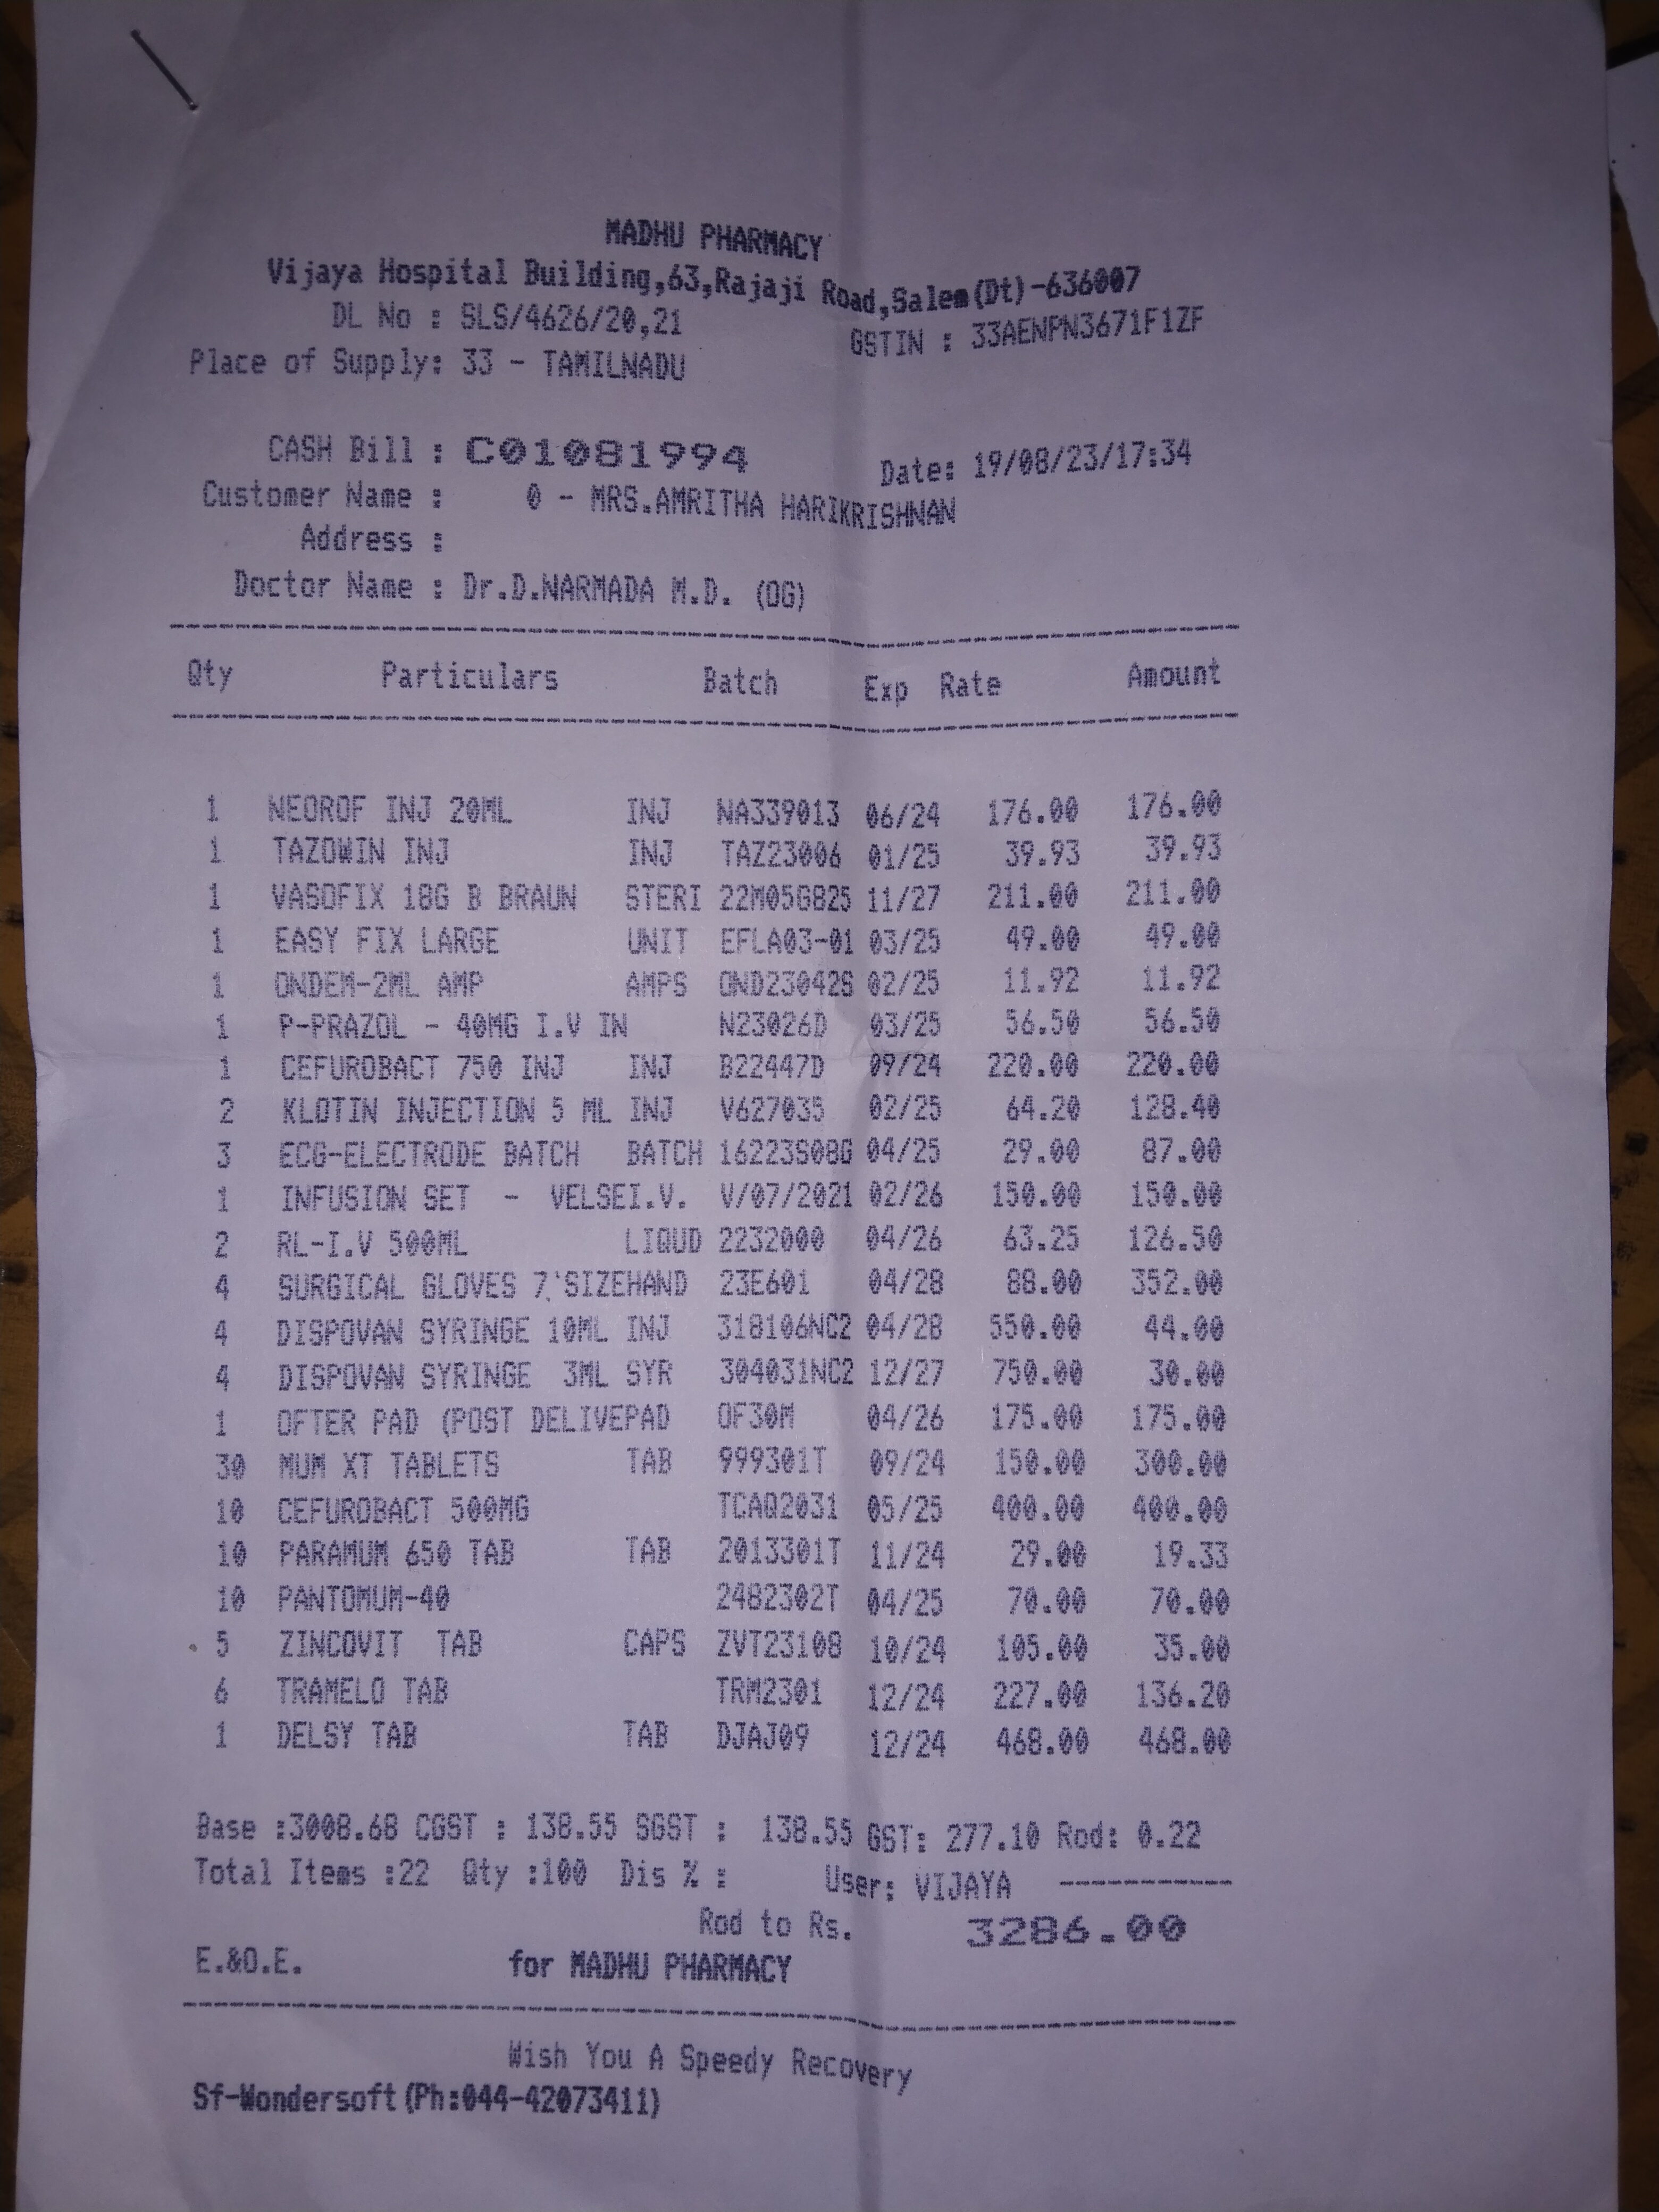 MADHU PHARMACY
Vijaya Hospital Building,63,Rajaji Road,Salem(Dt)-636007
DL No : SLS/4626/20,21 GSTIN : 33AENPN3671F1ZF
Place of Supply: 33 - TAMILNADU
CASH Bill : C01081994 Date: 19/08/23/17:34
Customer Name : 0 - MRS.AMRITHA HARIKRISHNAN
Address :
Doctor Name : Dr.D.NARMADA M.D. (OG)
Qty Particulars Batch Exp Rate Amount
1 NEOROF INJ 20ML INJ NA339013 06/24 176.00 176.00
1 TAZOWIN INJ INJ TAZ23006 01/25 39.93 39.93
1 VASOFIX 18G B BRAUN STERI 22M05G825 11/27 211.00 211.00
1 EASY FIX LARGE UNIT EFLA03-01 03/25 49.00 49.00
1 ONDEM-2ML AMP AMPS OND23042S 02/25 11.92 11.92
1 P-PRAZOL - 40MG I.V IN N23026D 03/25 56.50 56.50
1 CEFUROBACT 750 INJ INJ B22447D 09/24 220.00 220.00
2 KLOTIN INJECTION 5 ML INJ V627035 02/25 64.20 128.40
3 ECG-ELECTRODE BATCH BATCH 16223S08G 04/25 29.00 87.00
1 INFUSION SET - VELSEI.V. V/07/2021 02/26 150.00 150.00
2 RL-I.V 500ML LIQUD 2232000 04/26 63.25 126.50
4 SURGICAL GLOVES 7'SIZEHAND 23E601 04/28 88.00 352.00
4 DISPOVAN SYRINGE 10ML INJ 318106NC2 04/28 550.00 44.00
4 DISPOVAN SYRINGE 3ML SYR 304031NC2 12/27 750.00 30.00
1 OFTER PAD (POST DELIVEPAD OF30M 04/26 175.00 175.00
30 MUM XT TABLETS TAB 999301T 09/24 150.00 300.00
10 CEFUROBACT 500MG TCAQ2031 05/25 400.00 400.00
10 PARAMUM 650 TAB TAB 2013301T 11/24 29.00 19.33
10 PANTOMUM-40 2482302T 04/25 70.00 70.00
5 ZINCOVIT TAB CAPS ZVT23108 10/24 105.00 35.00
6 TRAMELO TAB TRM2301 12/24 227.00 136.20
1 DELSY TAB TAB DJAJ09 12/24 468.00 468.00
Base :3008.68 CGST : 138.55 SGST : 138.55 GST: 277.10 Rod: 0.22
Total Items :22 Qty :100 Dis % : User: VIJAYA
Rod to Rs. 3286.00
E.&O.E. for MADHU PHARMACY
Wish You A Speedy Recovery
Sf-Wondersoft(Ph:044-42073411)